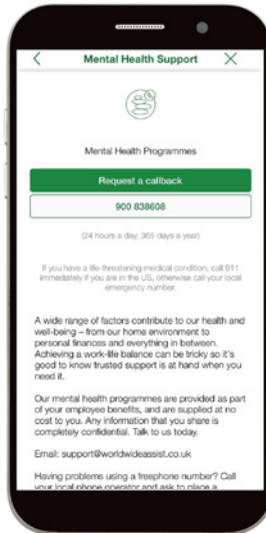 Mental Health Support
Mental Health Programmes
Request a callback
900 838608
(24 hours a day, 365 days a year)
If you have a life-threatening medical condition, call 911
immediately if you are in the US, otherwise call your local
emergency number.
A wide range of factors contribute to our health and
well-being – from our home environment to
personal finances and everything in between.
Achieving a work-life balance can be tricky so it's
good to know trusted support is at hand when you
need it.
Our mental health programmes are provided as part
of your employee benefits, and are supplied at no
cost to you. Any information that you share is
completely confidential. Talk to us today.
Email: support@worldwideassist.co.uk
Having problems using a freephone number? Call
your local phone operator and ask to place a